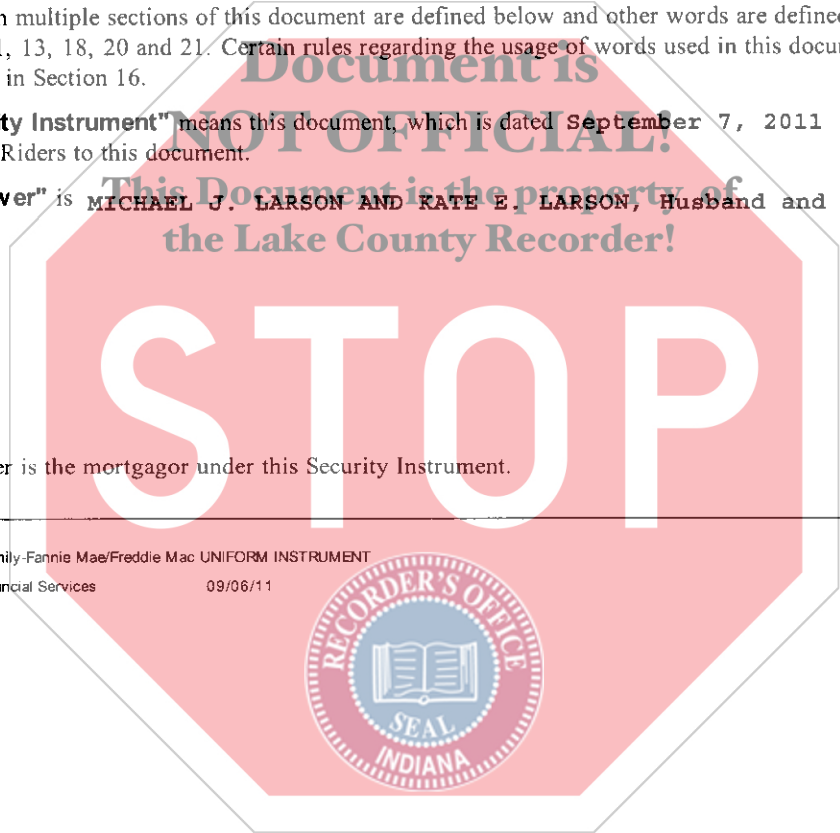 n multiple sections of this document are defined below and other words are define
, 13, 18, 20 and 21. Certain rules regarding the usage of words used in this docu
in Section 16.
Document is
NOT OFFICIAL!
This Document is the property of
the Lake County Recorder!
ty Instrument" means this document, which is dated September 7, 2011
Riders to this document.
wer" is MICHAEL J. LARSON AND KATE E. LARSON, Husband and
STOP
er is the mortgagor under this Security Instrument.
nily-Fannie Mae/Freddie Mac UNIFORM INSTRUMENT
ancial Services 09/06/11
RECORDER'S OFFICE
SEAL
INDIANA